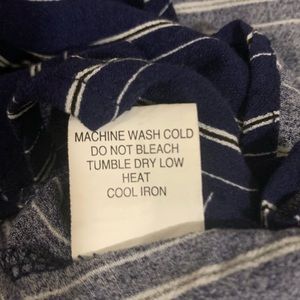 MACHINE WASH COLD
DO NOT BLEACH
TUMBLE DRY LOW
HEAT
COOL IRON